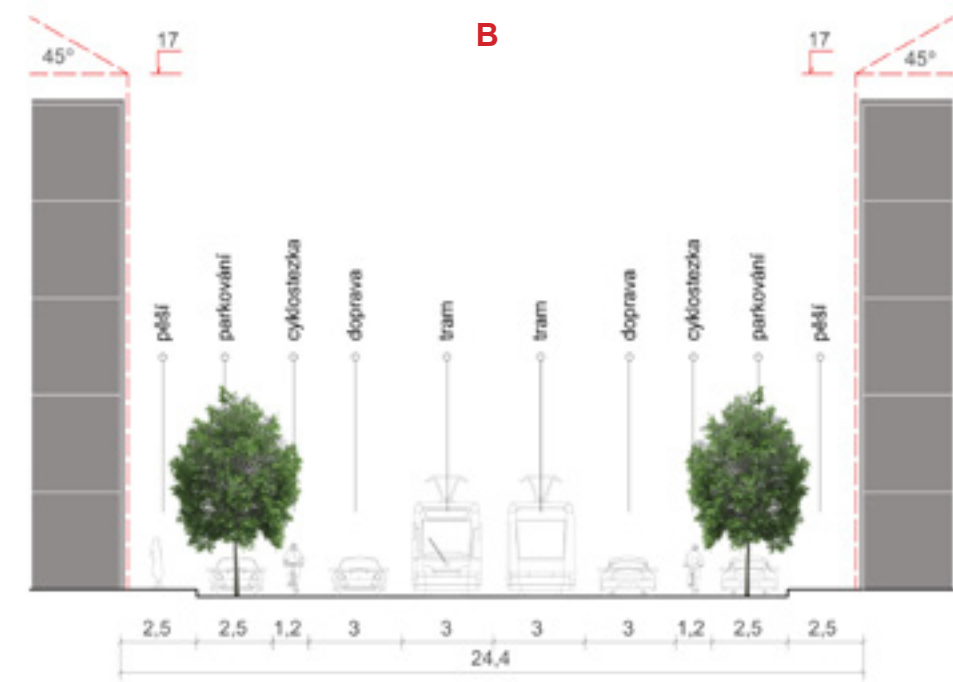 B
17
17
45°
45°
pěší
parkování
cyklostezka
doprava
tram
tram
doprava
cyklostezka
parkování
pěší
2,5 2,5 1,2 3 3 3 3 1,2 2,5 2,5
24,4